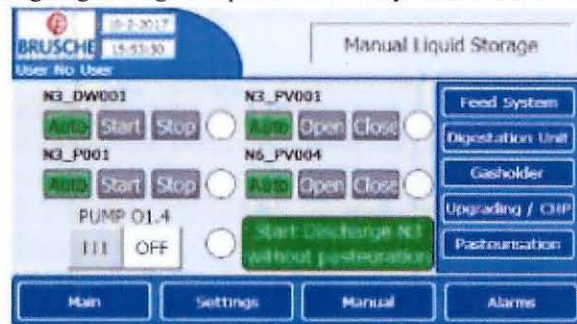 10-2-2017
BRUSCHE
15:53:30
Manual Liquid Storage
User No User
N3_DW001
N3_PV001
Feed System
Auto Start Stop
Auto Open Close
Digestation Unit
N3_P001
N6_PV004
Gasholder
Auto Start Stop
Auto Open Close
Upgrading / CHP
PUMP 01.4
OFF
Start Discharge N3
without pasteuration
Pasteurisation
Main
Settings
Manual
Alarms